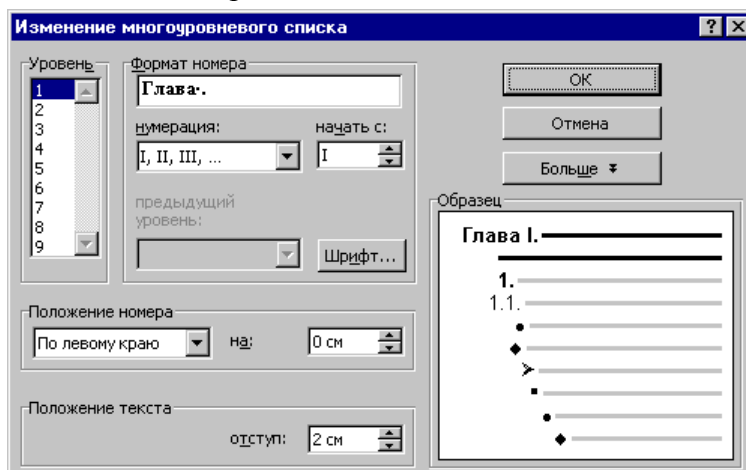 Изменение многоуровневого списка
Уровень
1
2
3
4
5
6
7
8
9
Формат номера
Глава·.
нумерация: начать с:
I, II, III, ... I
предыдущий
уровень:
Шрифт...
ОК
Отмена
Больше
Образец
Глава I.
1.
1.1.
Положение номера
По левому краю на: 0 см
Положение текста
отступ: 2 см